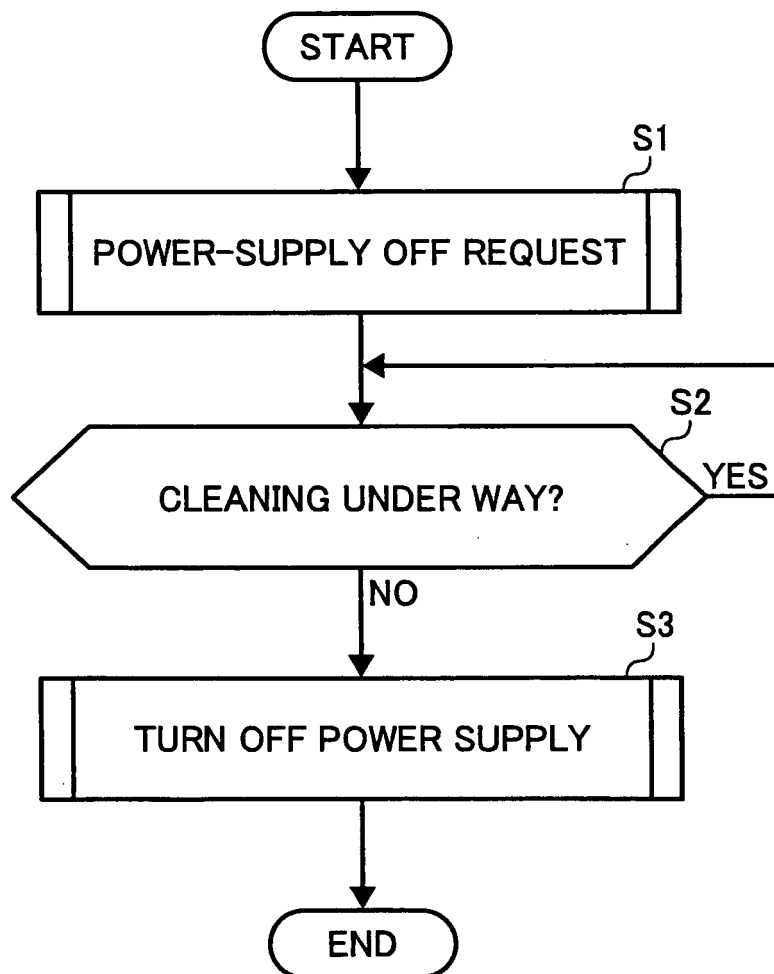 START
S1
POWER-SUPPLY OFF REQUEST
S2
CLEANING UNDER WAY?
YES
NO
S3
TURN OFF POWER SUPPLY
END